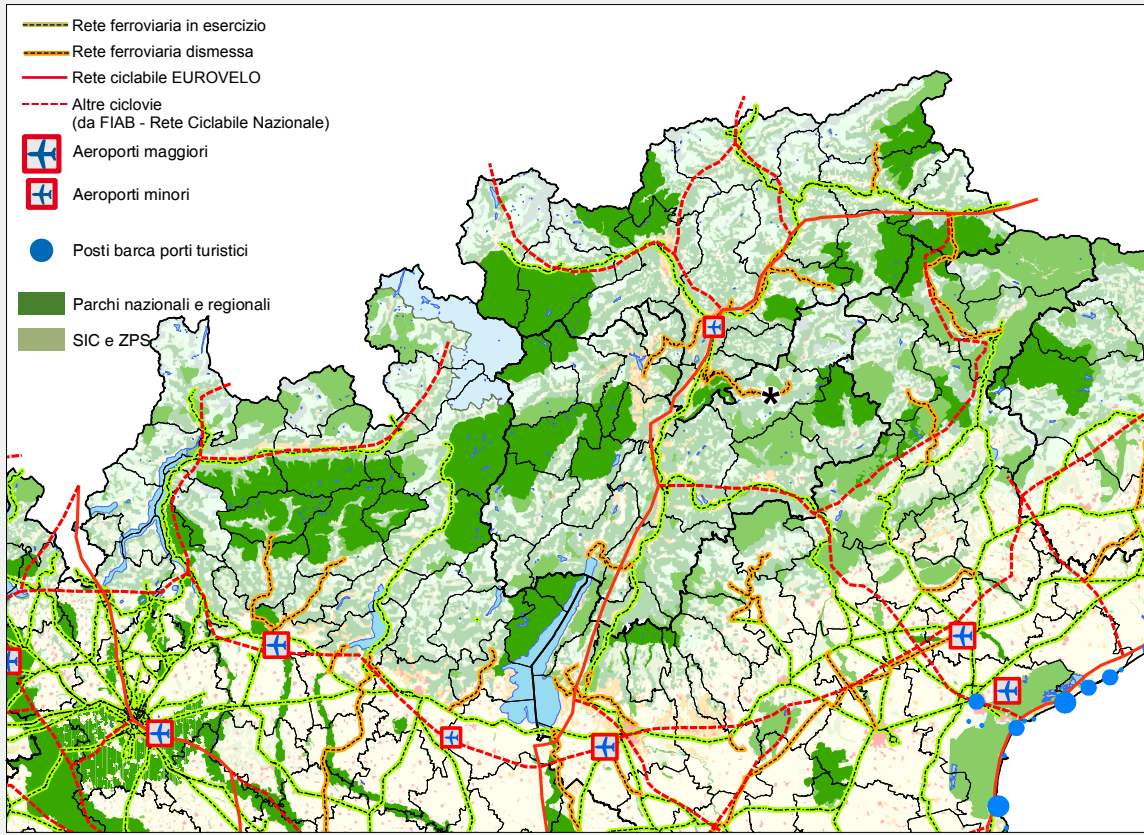 Rete ferroviaria in esercizio
Rete ferroviaria dismessa
Rete ciclabile EUROVELO
Altre ciclovie
(da FIAB - Rete Ciclabile Nazionale)
Aeroporti maggiori
Aeroporti minori
Posti barca porti turistici
Parchi nazionali e regionali
SIC e ZPS
*